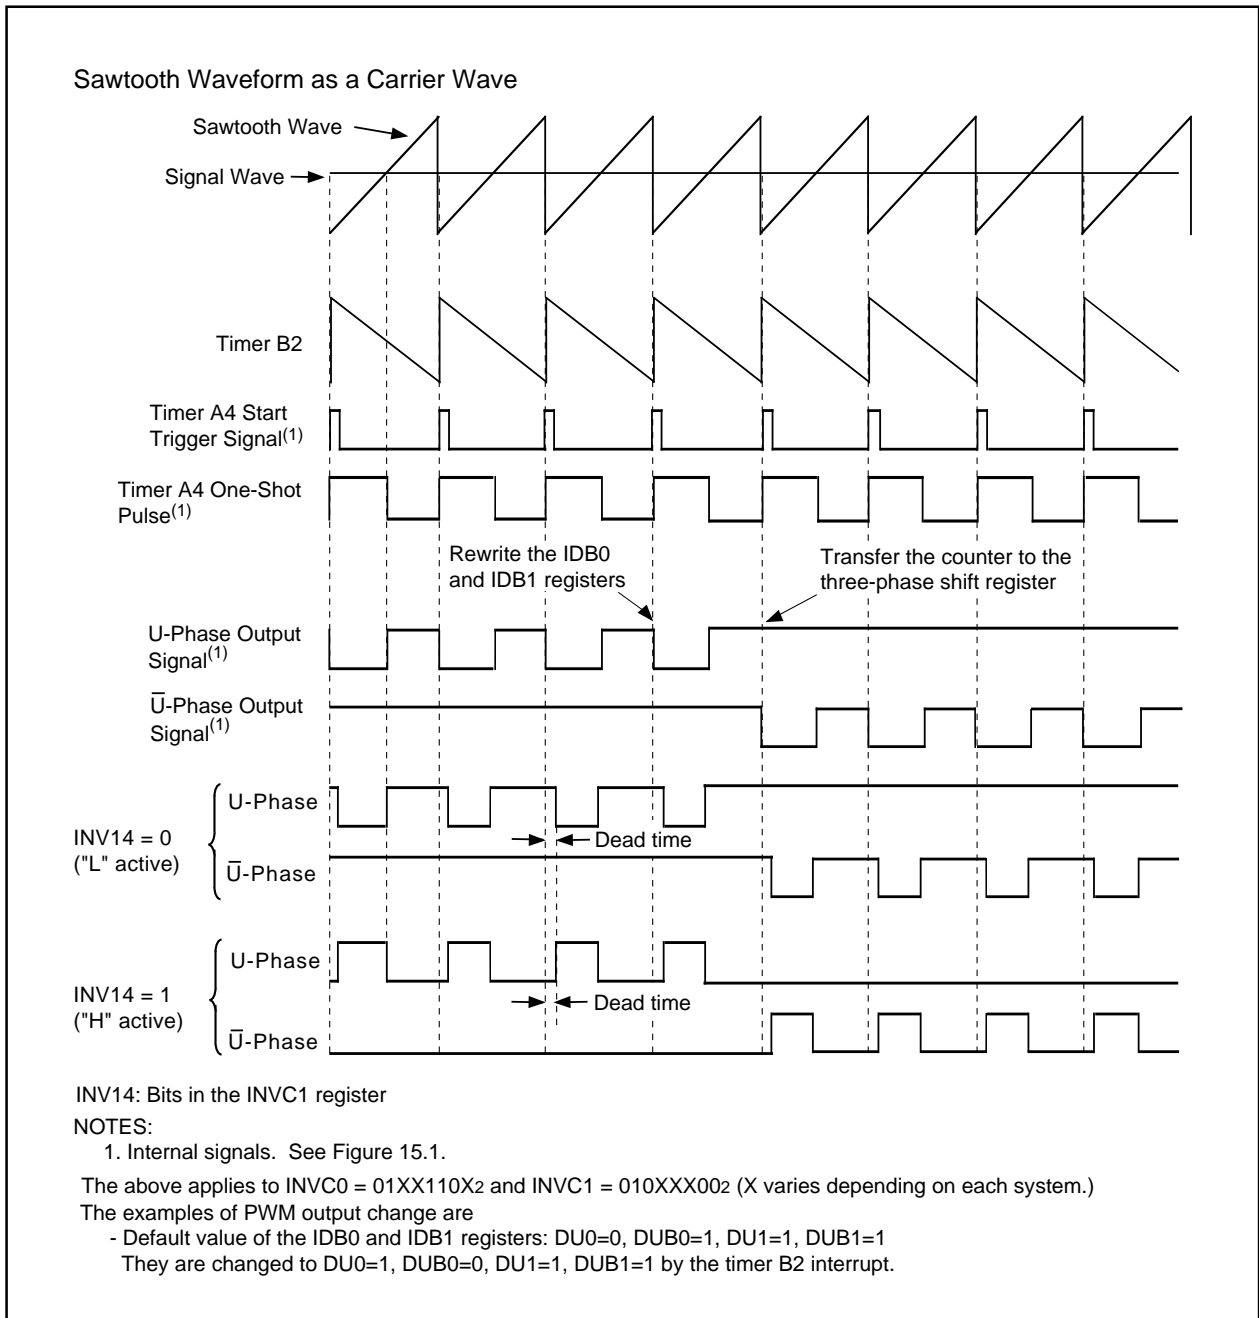 Sawtooth Waveform as a Carrier Wave
Sawtooth Wave
Signal Wave
Timer B2
Timer A4 Start
Trigger Signal(1)
Timer A4 One-Shot
Pulse(1)
Rewrite the IDB0
and IDB1 registers
Transfer the counter to the
three-phase shift register
U-Phase Output
Signal(1)
U̅-Phase Output
Signal(1)
INV14 = 0
("L" active)
U-Phase
Dead time
U̅-Phase
INV14 = 1
("H" active)
U-Phase
Dead time
U̅-Phase
INV14: Bits in the INVC1 register
NOTES:
1. Internal signals. See Figure 15.1.
The above applies to INVC0 = 01XX110X2 and INVC1 = 010XXX002 (X varies depending on each system.)
The examples of PWM output change are
- Default value of the IDB0 and IDB1 registers: DU0=0, DUB0=1, DU1=1, DUB1=1
They are changed to DU0=1, DUB0=0, DU1=1, DUB1=1 by the timer B2 interrupt.